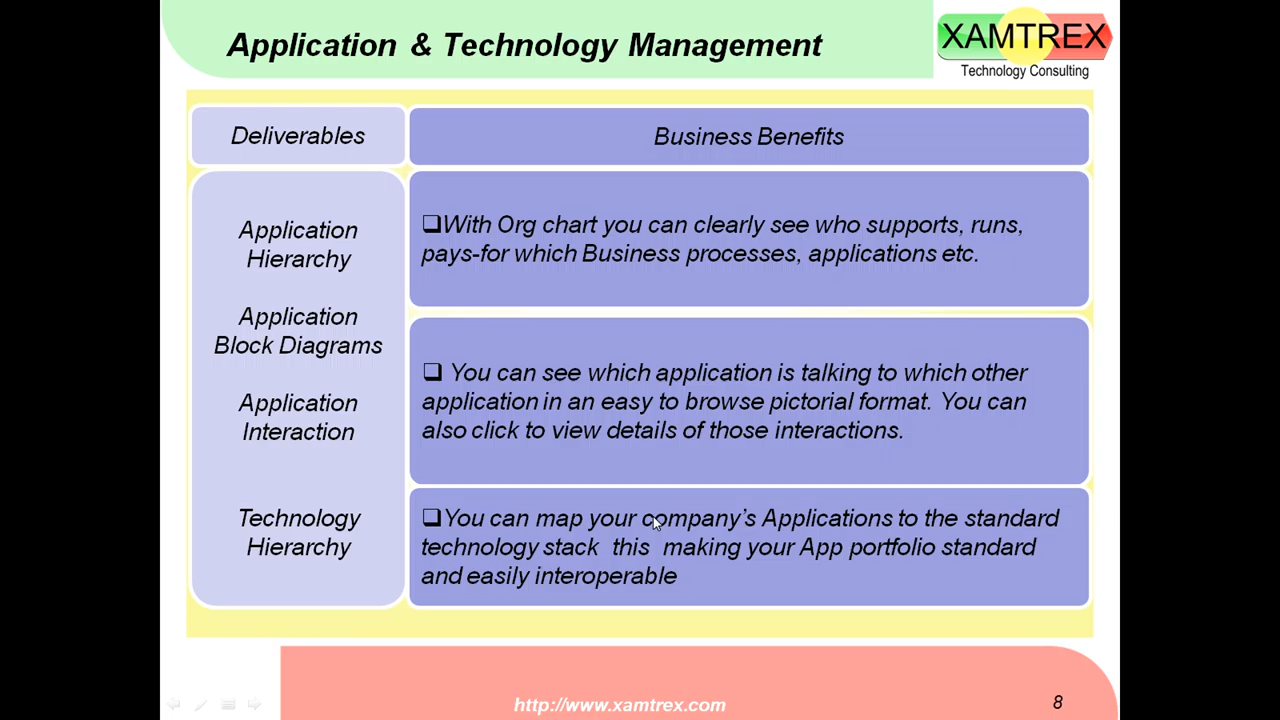 Application & Technology Management
XAMTREX
Technology Consulting
Deliverables
Business Benefits
Application
Hierarchy
Application
Block Diagrams
Application
Interaction
Technology
Hierarchy
❑With Org chart you can clearly see who supports, runs,
pays-for which Business processes, applications etc.
❑ You can see which application is talking to which other
application in an easy to browse pictorial format. You can
also click to view details of those interactions.
❑You can map your company’s Applications to the standard
technology stack this making your App portfolio standard
and easily interoperable
http://www.xamtrex.com
8